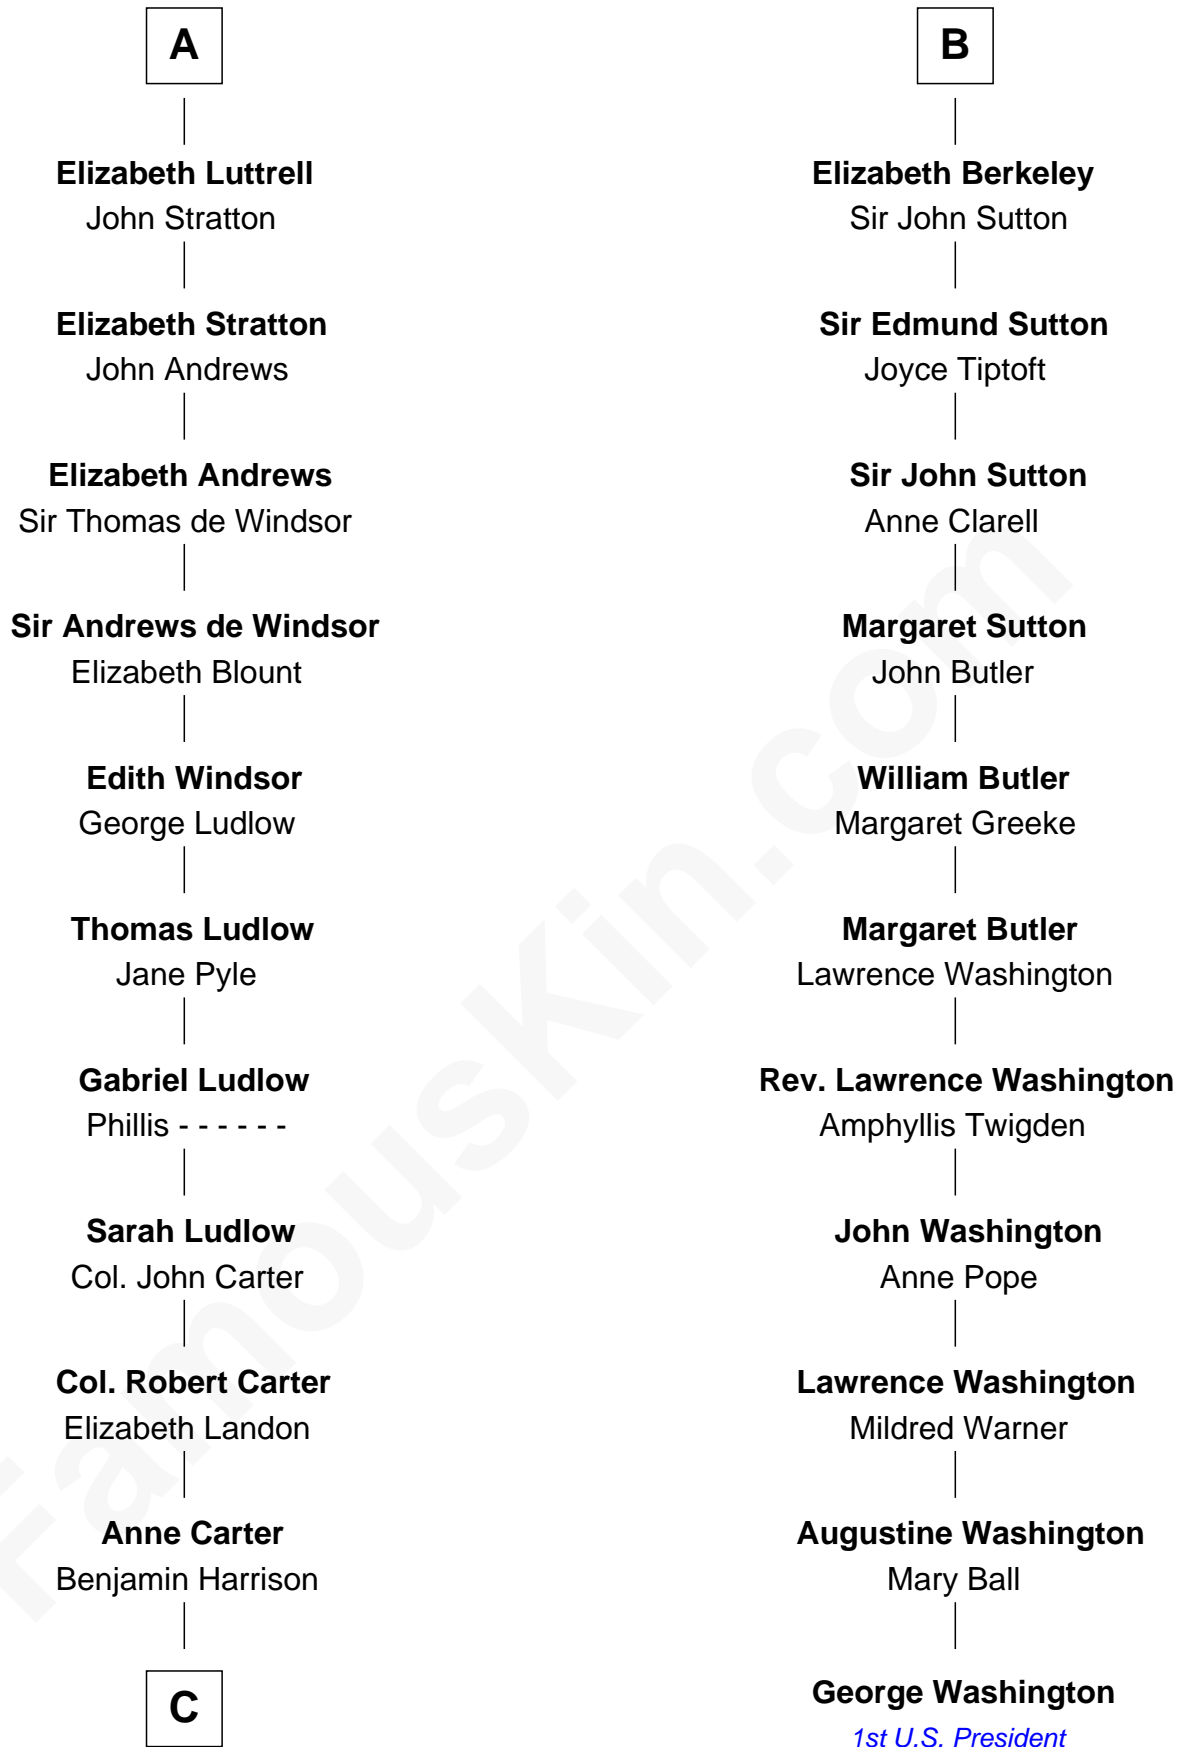 A
Elizabeth Luttrell
John Stratton
Elizabeth Stratton
John Andrews
Elizabeth Andrews
Sir Thomas de Windsor
Sir Andrews de Windsor
Elizabeth Blount
Edith Windsor
George Ludlow
Thomas Ludlow
Jane Pyle
Gabriel Ludlow
Phillis - - - - - -
Sarah Ludlow
Col. John Carter
Col. Robert Carter
Elizabeth Landon
Anne Carter
Benjamin Harrison
C
B
Elizabeth Berkeley
Sir John Sutton
Sir Edmund Sutton
Joyce Tiptoft
Sir John Sutton
Anne Clarell
Margaret Sutton
John Butler
William Butler
Margaret Greeke
Margaret Butler
Lawrence Washington
Rev. Lawrence Washington
Amphyllis Twigden
John Washington
Anne Pope
Lawrence Washington
Mildred Warner
Augustine Washington
Mary Ball
George Washington
1st U.S. President
FamousKin.com